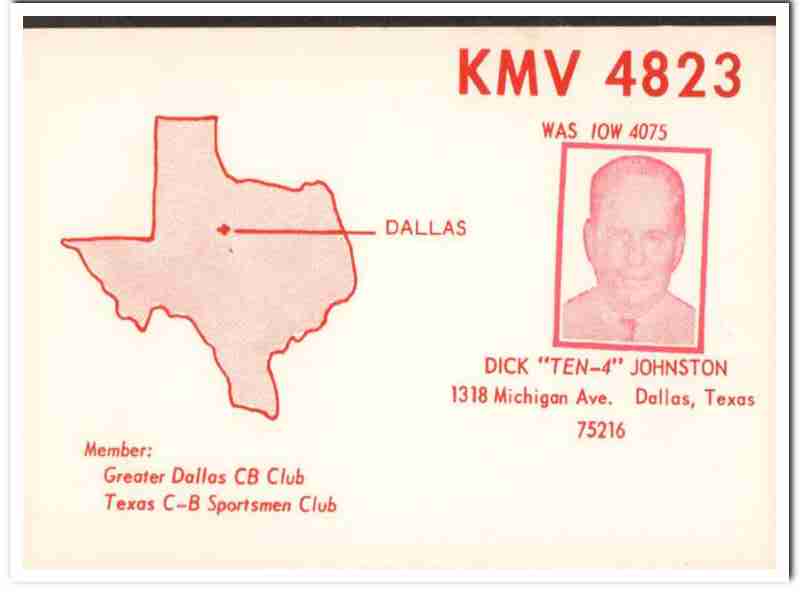 KMV 4823
WAS IOW 4075
DALLAS
DICK "TEN-4" JOHNSTON
1318 Michigan Ave. Dallas, Texas
75216
Member:
Greater Dallas CB Club
Texas C-B Sportsmen Club